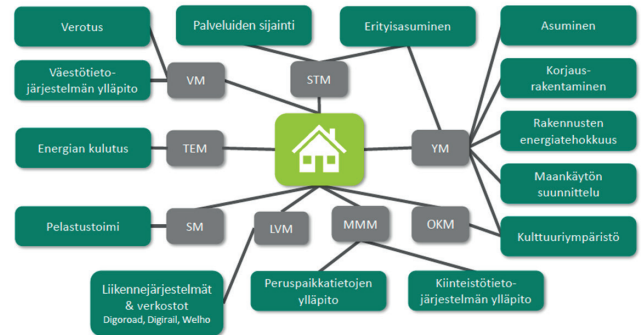 Verotus
Palveluiden sijainti
Erityisasuminen
Asuminen
Väestötieto-
järjestelmän ylläpito
VM
STM
Korjaus-
rakentaminen
Energian kulutus
TEM
YM
Rakennusten
energiatehokkuus
Maankäytön
suunnittelu
Pelastustoimi
SM
LVM
MMM
OKM
Kulttuuriympäristö
Liikennejärjestelmät
& verkostot
Digoroad, Digirail, Welho
Peruspaikkatietojen
ylläpito
Kiinteistötieto-
järjestelmän ylläpito